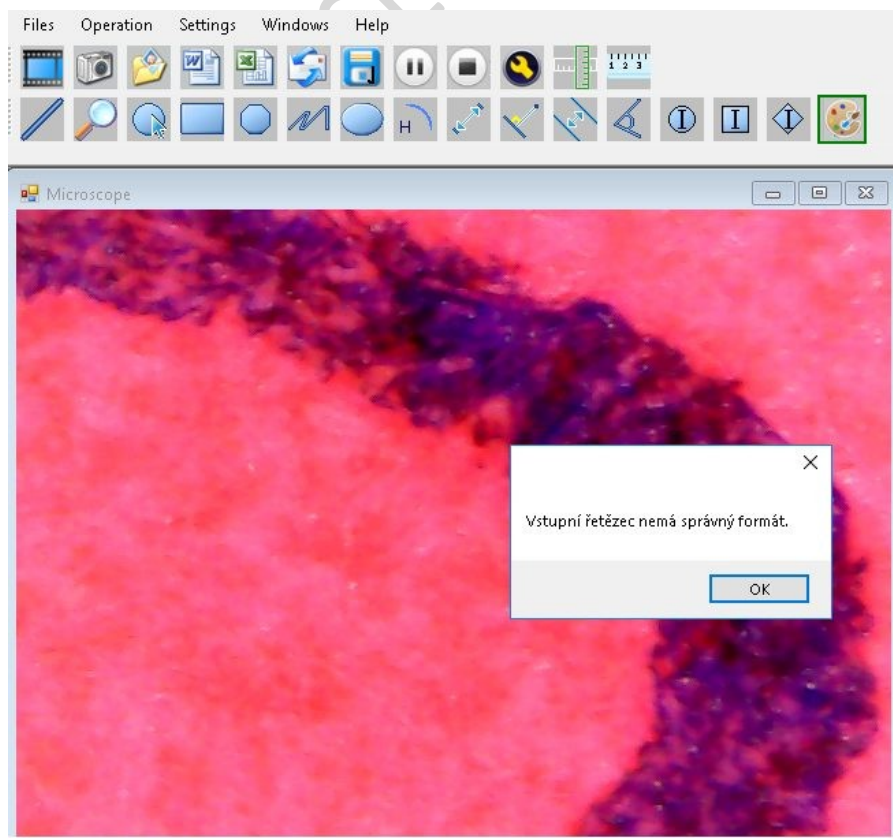 Files Operation Settings Windows Help
1 2 3
H
Microscope
Vstupní řetězec nemá správný formát.
OK